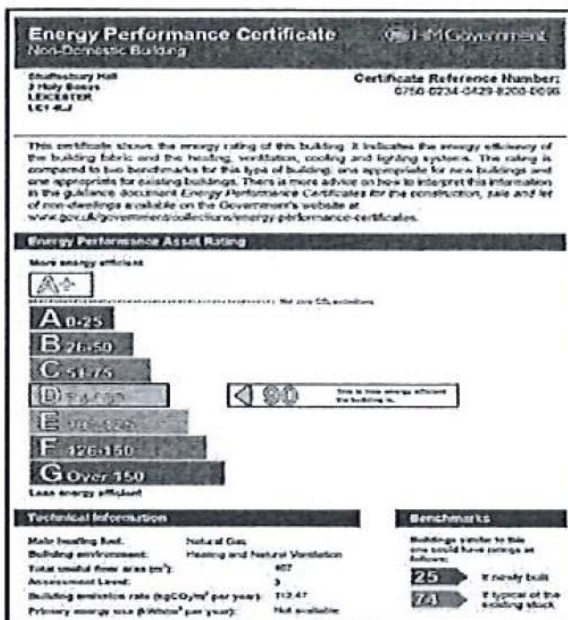 Energy Performance Certificate
HM Government
Non-Domestic Building
Shaftesbury Hall
3 Holy Bones
LEICESTER
LE1 4LJ
Certificate Reference Number:
This certificate shows the energy rating of this building. It indicates the energy efficiency of
the building fabric and the heating, ventilation, cooling and lighting systems. The rating is
compared to two benchmarks for this type of building: one appropriate for new buildings and
one appropriate for existing buildings. There is more advice on how to interpret this information
in the guidance document Energy Performance Certificates for the construction, sale and let
of non-dwellings available on the Government's website at
www.gov.uk/government/collections/energy-performance-certificates.
Energy Performance Asset Rating
More energy efficient
A+
Net zero CO₂ emissions
A 0-25
B 26-50
C 51-75
D
90
This is how energy efficient
the building is.
E
F 126-150
G Over 150
Less energy efficient
Technical Information
Main heating fuel: Natural Gas
Building environment: Heating and Natural Ventilation
Total useful floor area (m²):
Assessment Level: 3
Building emission rate (kgCO₂/m² per year): 112.47
Primary energy use (kWh/m² per year): Not available
Benchmarks
Buildings similar to this
one could have ratings as
follows:
25 If newly built
74 If typical of the
existing stock